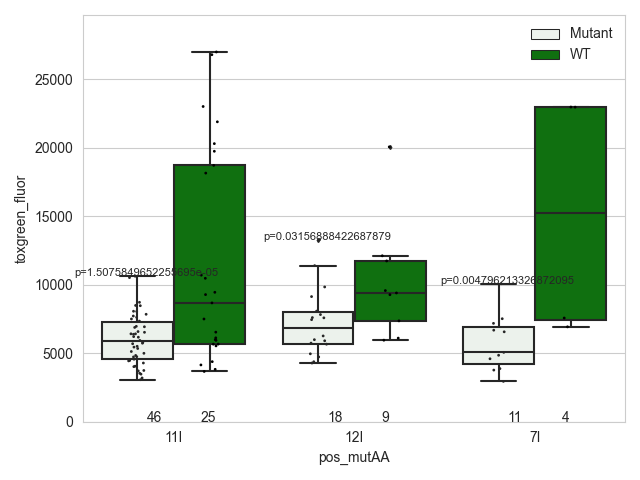 Mutant
WT
25000
20000
15000
10000
5000
0
toxgreen_fluor
p=1.5075849652255695e-05
p=0.03156888422687879
p=0.004796213326872095
46
25
18
9
11
4
11I
12I
7I
pos_mutAA